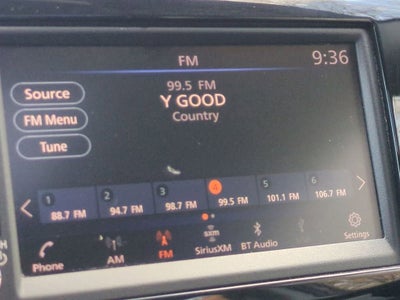 FM
9:36
Source
99.5 FM
Y GOOD
FM Menu
Country
Tune
1 2 3 4 5 6
88.7 FM 94.7 FM 98.7 FM 99.5 FM 101.1 FM 106.7 FM
sxm
Phone AM FM SiriusXM BT Audio Settings